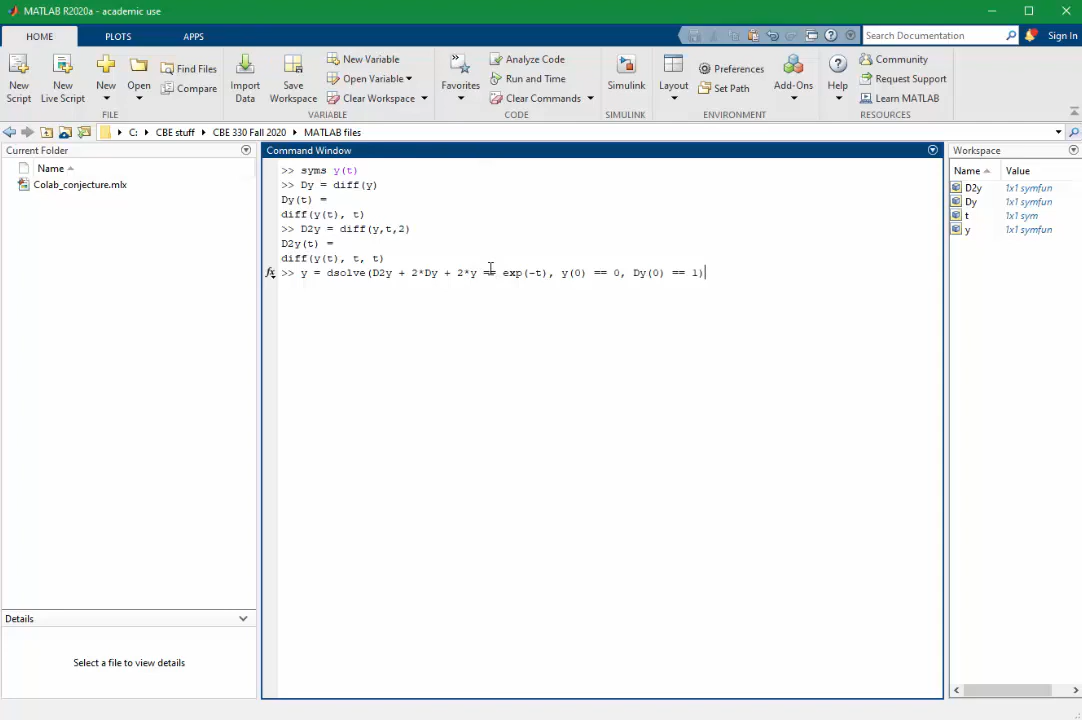 MATLAB R2020a - academic use
HOME PLOTS APPS
Search Documentation
Sign In
New Script
New Live Script
New
Open
Find Files
Compare
FILE
Import Data
Save Workspace
New Variable
Open Variable
Clear Workspace
VARIABLE
Favorites
Analyze Code
Run and Time
Clear Commands
CODE
Simulink
SIMULINK
Layout
Preferences
Set Path
Add-Ons
ENVIRONMENT
Help
Community
Request Support
Learn MATLAB
RESOURCES
C: CBE stuff CBE 330 Fall 2020 MATLAB files
Current Folder
Name
Colab_conjecture.mlx
Details
Select a file to view details
Command Window
>> syms y(t)
>> Dy = diff(y)
Dy(t) =
diff(y(t), t)
>> D2y = diff(y,t,2)
D2y(t) =
diff(y(t), t, t)
fx >> y = dsolve(D2y + 2*Dy + 2*y == exp(-t), y(0) == 0, Dy(0) == 1)
Workspace
Name Value
D2y 1x1 symfun
Dy 1x1 symfun
t 1x1 sym
y 1x1 symfun